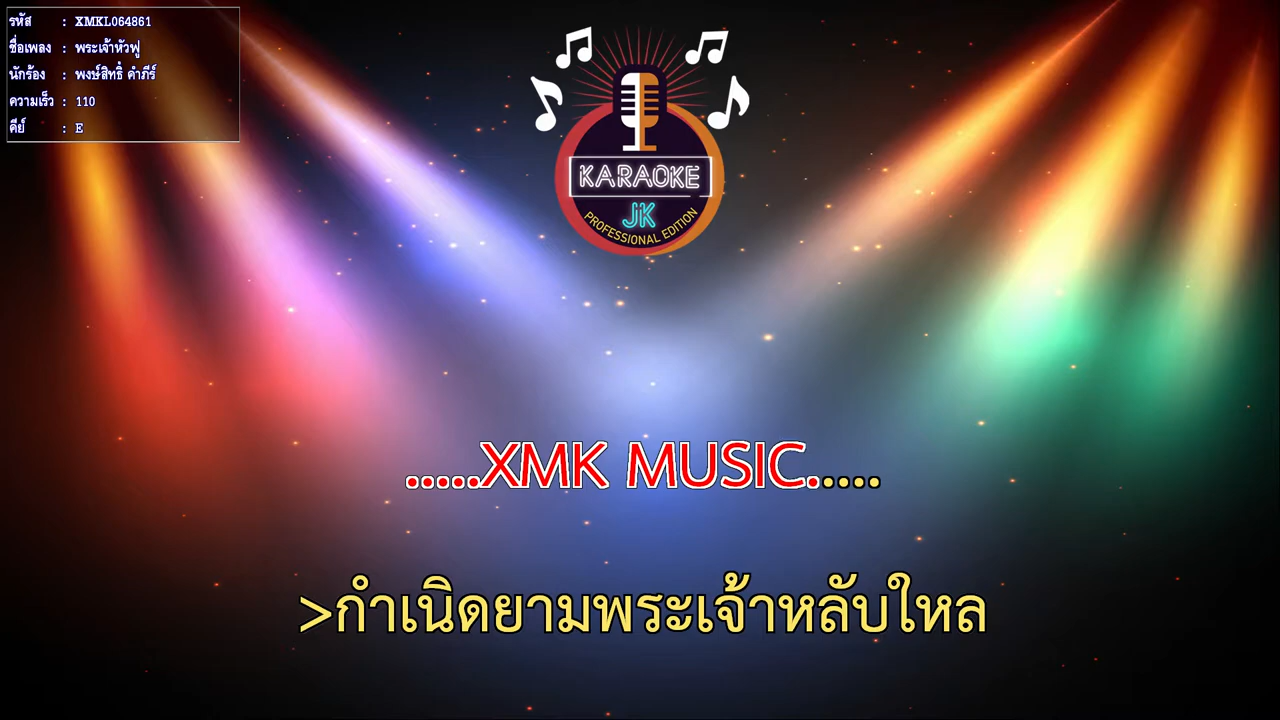 รหัส : XMKL064861
ชื่อเพลง : พระเจ้าหัวฟู
นักร้อง : พงษ์สิทธิ์ คำภีร์
ความเร็ว : 110
คีย์ : E
KARAOKE
JK
PROFESSIONAL EDITION
.....XMK MUSIC.....
>กำเนิดยามพระเจ้าหลับใหล